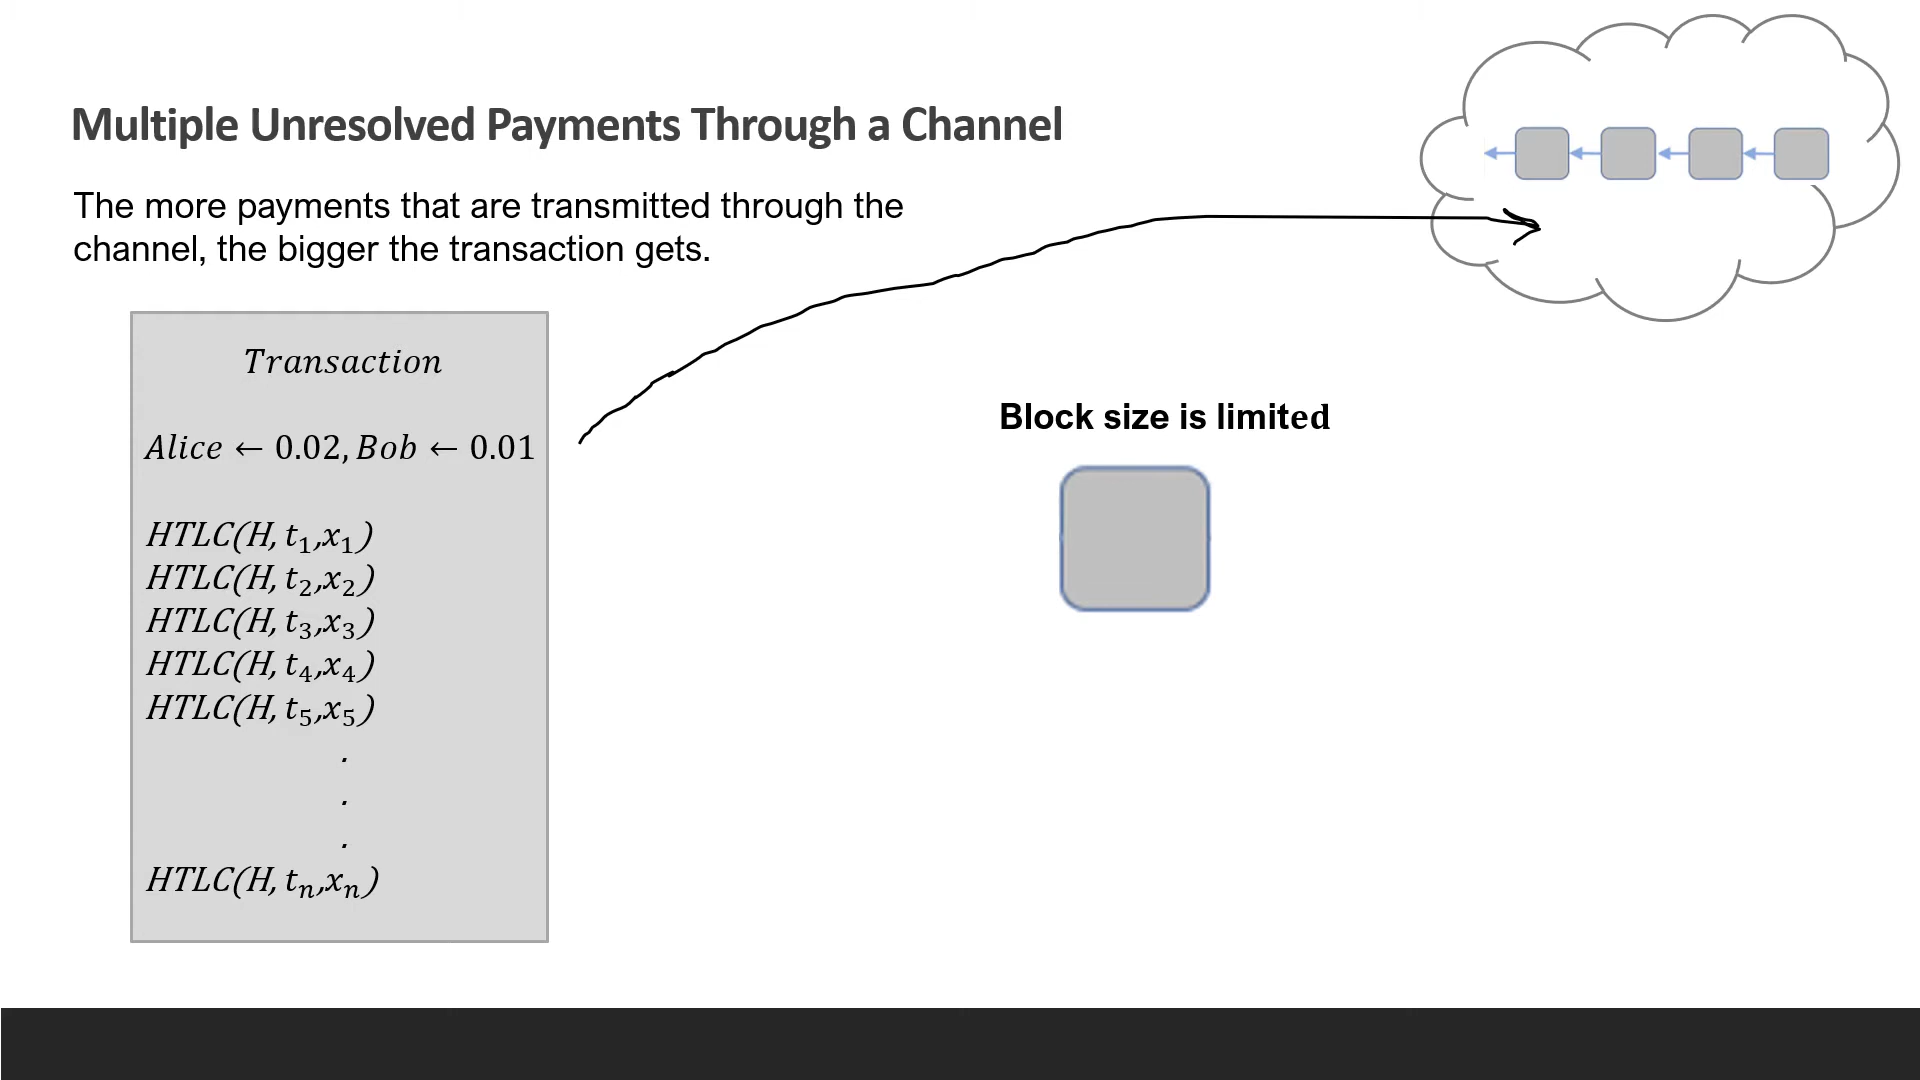 Multiple Unresolved Payments Through a Channel
The more payments that are transmitted through the
channel, the bigger the transaction gets.
Transaction
Alice ← 0.02, Bob ← 0.01
HTLC(H, t₁,x₁)
HTLC(H, t₂,x₂)
HTLC(H, t₃,x₃)
HTLC(H, t₄,x₄)
HTLC(H, t₅,x₅)
.
.
.
HTLC(H, tₙ,xₙ)
Block size is limited